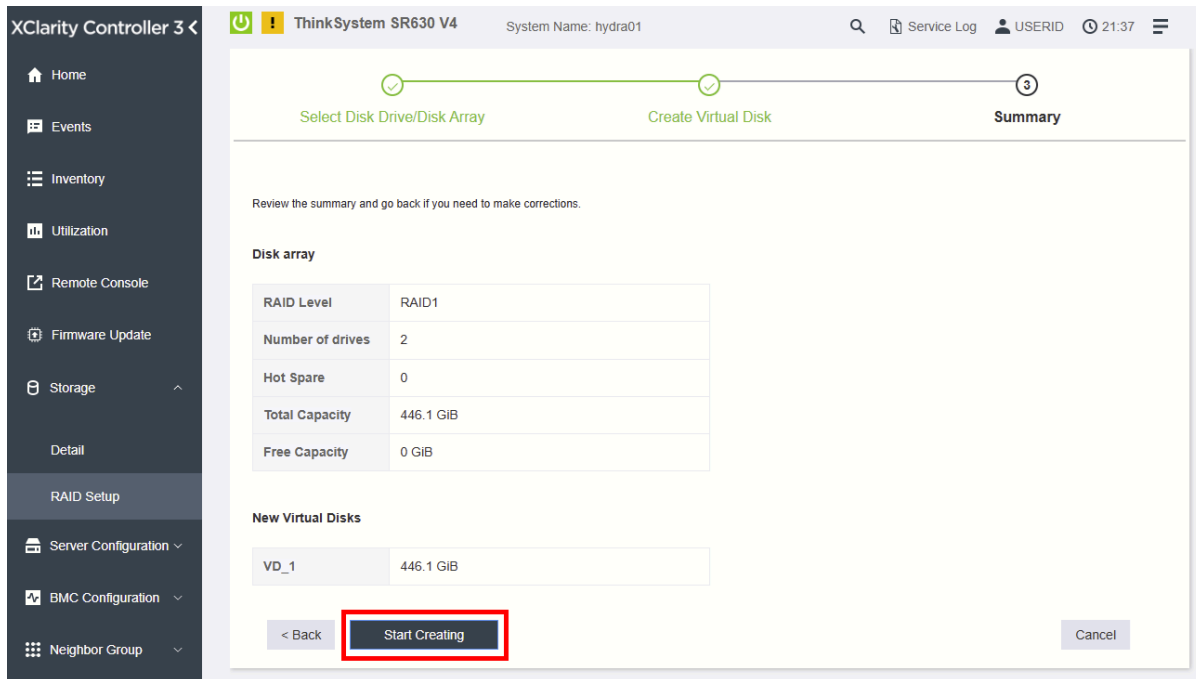 XClarity Controller 3
ThinkSystem SR630 V4 System Name: hydra01 Service Log USERID 21:37
Home
Events
Inventory
Utilization
Remote Console
Firmware Update
Storage
Detail
RAID Setup
Server Configuration
BMC Configuration
Neighbor Group
3
Select Disk Drive/Disk Array Create Virtual Disk Summary
Review the summary and go back if you need to make corrections.
Disk array
RAID Level RAID1
Number of drives 2
Hot Spare 0
Total Capacity 446.1 GiB
Free Capacity 0 GiB
New Virtual Disks
VD_1 446.1 GiB
< Back Start Creating Cancel